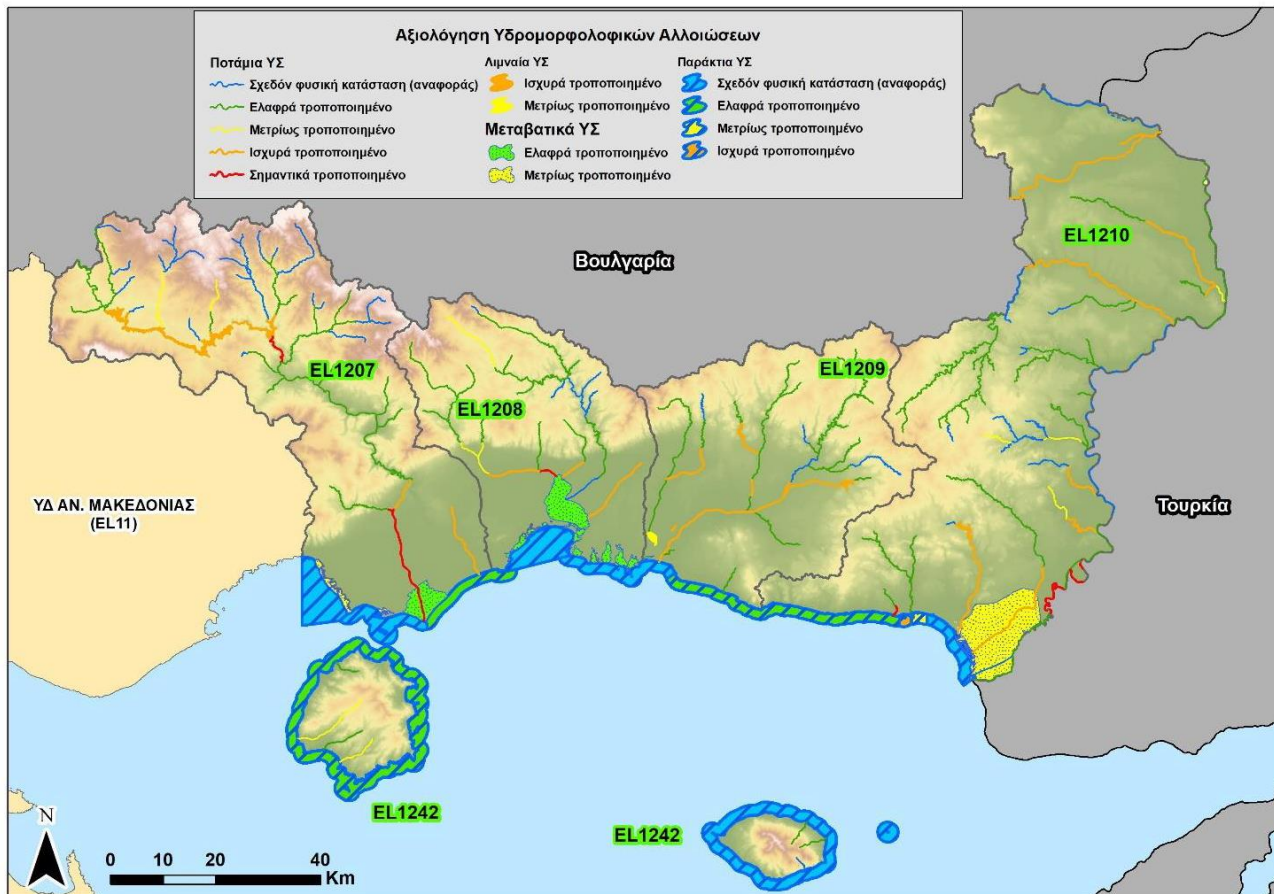 Αξιολόγηση Υδρομορφολοφικών Αλλοιώσεων
Ποτάμια ΥΣ
Σχεδόν φυσική κατάσταση (αναφοράς)
Ελαφρά τροποποιημένο
Μετρίως τροποποιημένο
Ισχυρά τροποποιημένο
Σημαντικά τροποποιημένο
Λιμναία ΥΣ
Ισχυρά τροποποιημένο
Μετρίως τροποποιημένο
Μεταβατικά ΥΣ
Ελαφρά τροποποιημένο
Μετρίως τροποποιημένο
Παράκτια ΥΣ
Σχεδόν φυσική κατάσταση (αναφοράς)
Ελαφρά τροποποιημένο
Μετρίως τροποποιημένο
Ισχυρά τροποποιημένο
EL1210
Βουλγαρία
EL1207
EL1209
EL1208
ΥΔ ΑΝ. ΜΑΚΕΔΟΝΙΑΣ
(EL11)
Τουρκία
EL1242
EL1242
N
0 10 20 40
Km